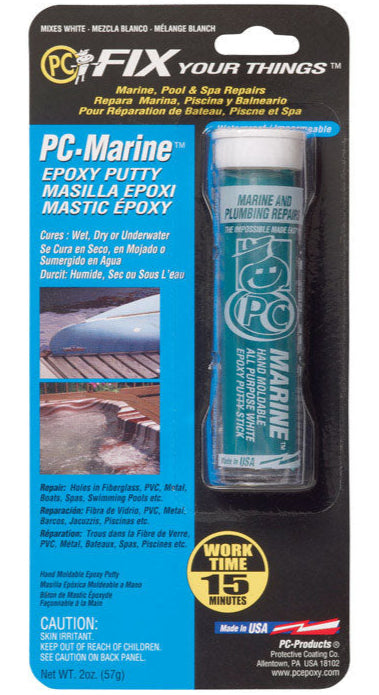 MIXES WHITE - MEZCLA BLANCO - MÉLANGE BLANCH
PC FIX YOUR THINGS™
Marine, Pool & Spa Repairs
Repara Marina, Piscina y Balneario
Pour Réparation de Bateau, Piscne et Spa
PC-Marine™
EPOXY PUTTY
MASILLA EPOXI
MASTIC ÉPOXY
Cures : Wet, Dry or Underwater
Se Cura en Seco, en Mojado o
Sumergido en Agua
Durcit: Humide, Sec ou Sous L'eau
MARINE AND
PLUMBING REPAIRS
THE IMPOSSIBLE MADE EASY
PC
MARINE™
HAND MOLDABLE
ALL PURPOSE WHITE
EPOXY PUTTY STICK
Made in USA
Repair: Holes in Fiberglass, PVC, Metal,
Boats, Spas, Swimming Pools etc.
Reparación: Fibra de Vidrio, PVC, Metal,
Barcos, Jacuzzis, Piscinas etc.
Réparation: Trous dans la Fibre de Verre,
PVC, Métal, Bateaux, Spas, Piscines etc.
Hand Moldable Epoxy Putty
Masilla Epóxica Moldeable a Mano
Bâton de Mastic Époxyde
Façonnable à la Main
WORK
TIME
15
MINUTES
CAUTION:
SKIN IRRITANT.
KEEP OUT OF REACH OF CHILDREN.
SEE CAUTION ON BACK PANEL.
Net WT. 2oz. (57g)
Made in USA
PC-Products®
Protective Coating Co.
Allentown, PA 18102 USA
www.pcepoxy.com